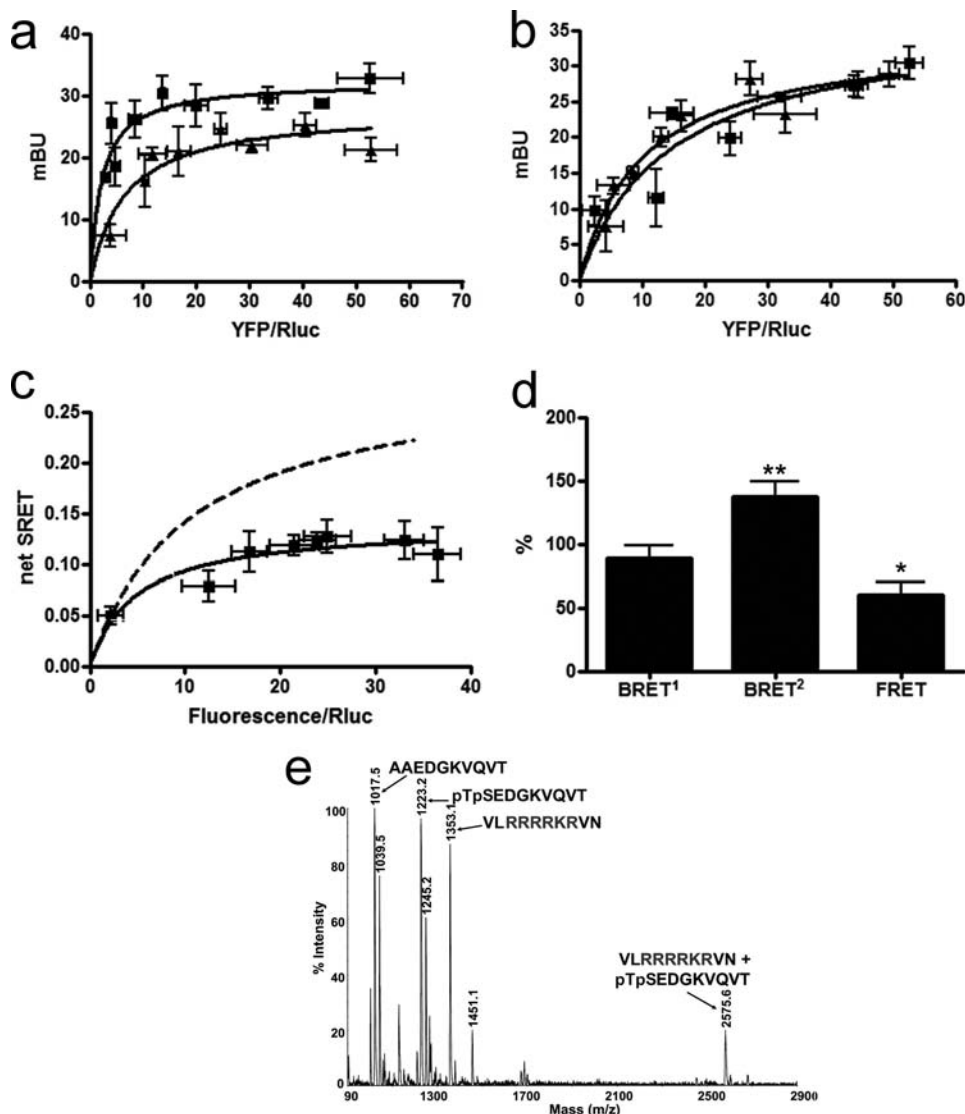 a
40
30
20
10
0
mBU
0 10 20 30 40 50 60 70
YFP/Rluc
b
35
30
25
20
15
10
5
0
mBU
0 10 20 30 40 50 60
YFP/Rluc
c
0.25
0.20
0.15
0.10
0.05
0.00
net SRET
0 10 20 30 40
Fluorescence/Rluc
d
200
150
100
50
0
%
**
*
BRET1 BRET2 FRET
e
AAEDGKVQVT
pTpSEDGKVQVT
VLRRRRKRVN
VLRRRRKRVN +
pTpSEDGKVQVT
1017.5
1039.5
1223.2
1245.2
1353.1
1451.1
2575.6
100
80
60
40
20
0
% Intensity
90 1300 1700 2100 2500 2900
Mass (m/z)